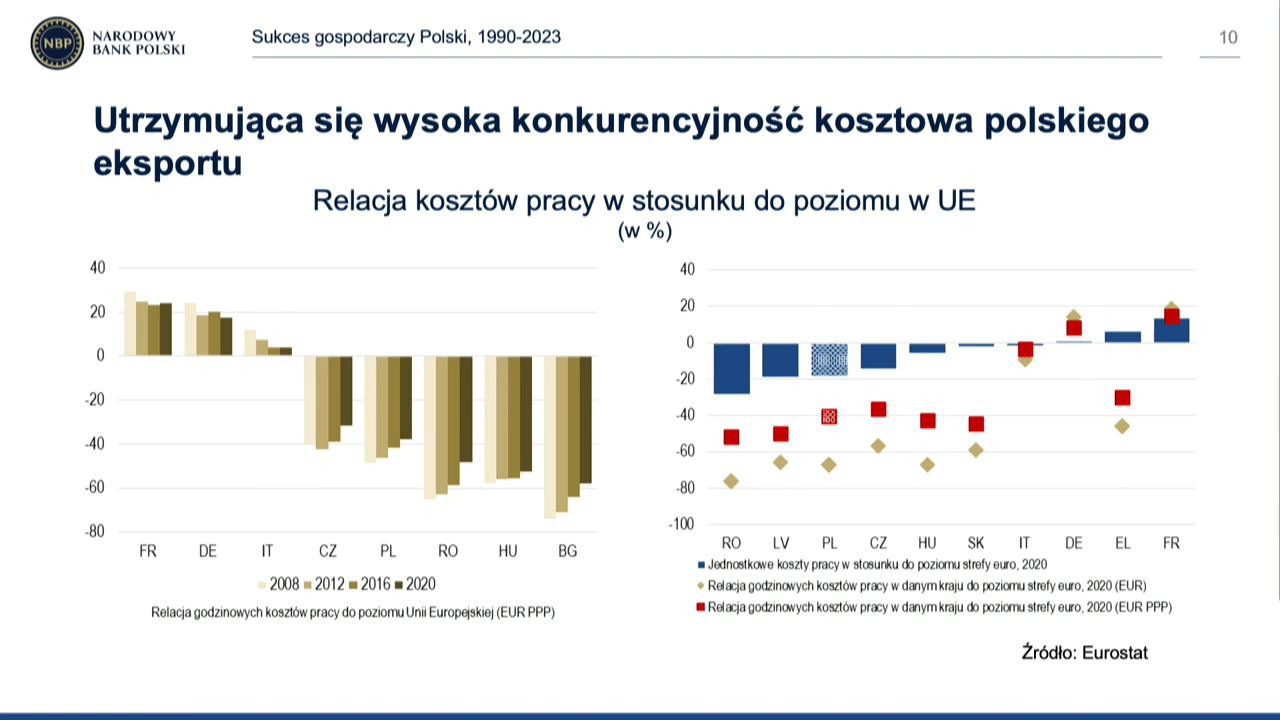 NBP
NARODOWY
BANK POLSKI
Sukces gospodarczy Polski, 1990-2023
10
Utrzymująca się wysoka konkurencyjność kosztowa polskiego
eksportu
Relacja kosztów pracy w stosunku do poziomu w UE
(w %)
40
20
0
-20
-40
-60
-80
FR DE IT CZ PL RO HU BG
2008 2012 2016 2020
Relacja godzinowych kosztów pracy do poziomu Unii Europejskiej (EUR PPP)
40
20
0
-20
-40
-60
-80
-100
RO LV PL CZ HU SK IT DE EL FR
Jednostkowe koszty pracy w stosunku do poziomu strefy euro, 2020
Relacja godzinowych kosztów pracy w danym kraju do poziomu strefy euro, 2020 (EUR)
Relacja godzinowych kosztów pracy w danym kraju do poziomu strefy euro, 2020 (EUR PPP)
Źródło: Eurostat